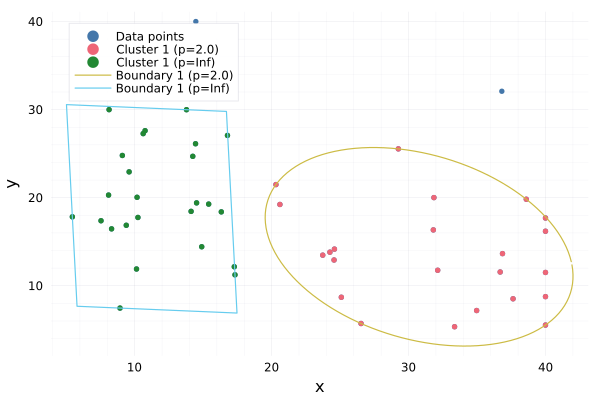 40
30
20
10
y
Data points
Cluster 1 (p=2.0)
Cluster 1 (p=Inf)
Boundary 1 (p=2.0)
Boundary 1 (p=Inf)
10 20 30 40
x